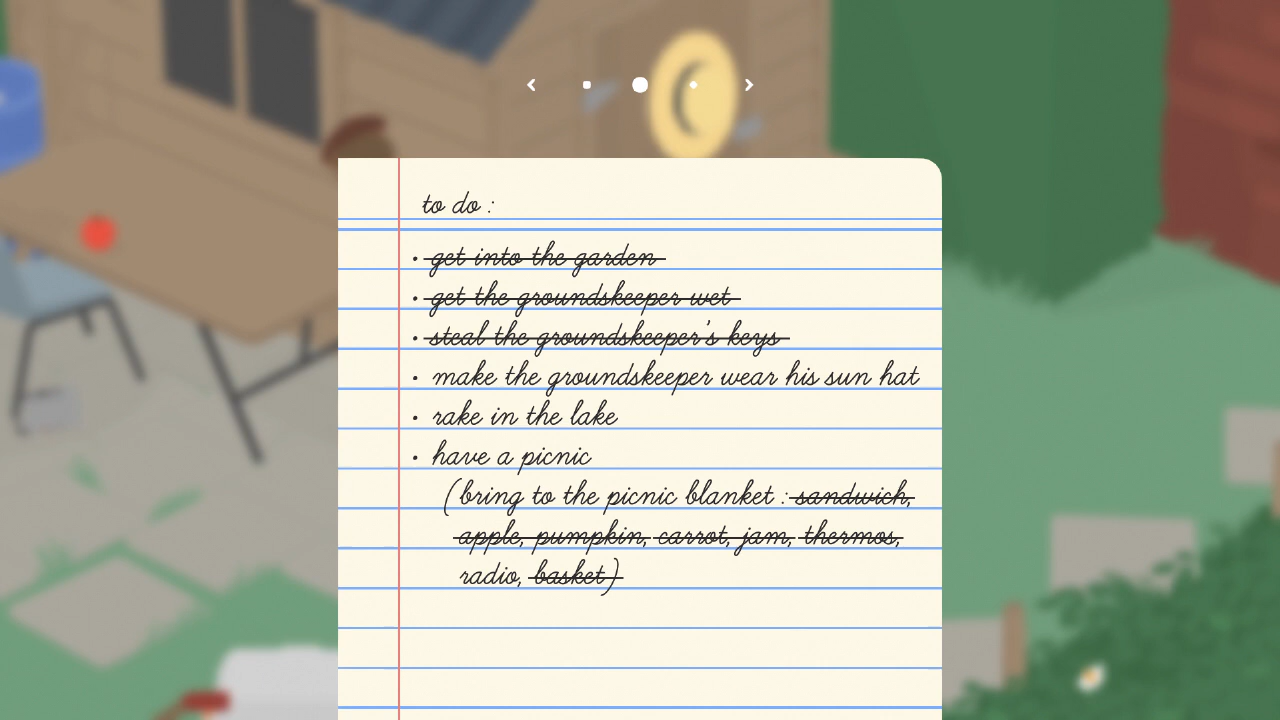 to do :
• get into the garden
• get the groundskeeper wet
• steal the groundskeeper's keys
• make the groundskeeper wear his sun hat
• rake in the lake
• have a picnic
(bring to the picnic blanket : sandwich,
apple, pumpkin, carrot, jam, thermos,
radio, basket)